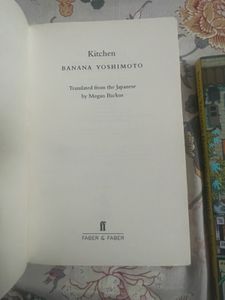 Kitchen
BANANA YOSHIMOTO
Translated from the Japanese
by Megan Backus
ff
FABER & FABER